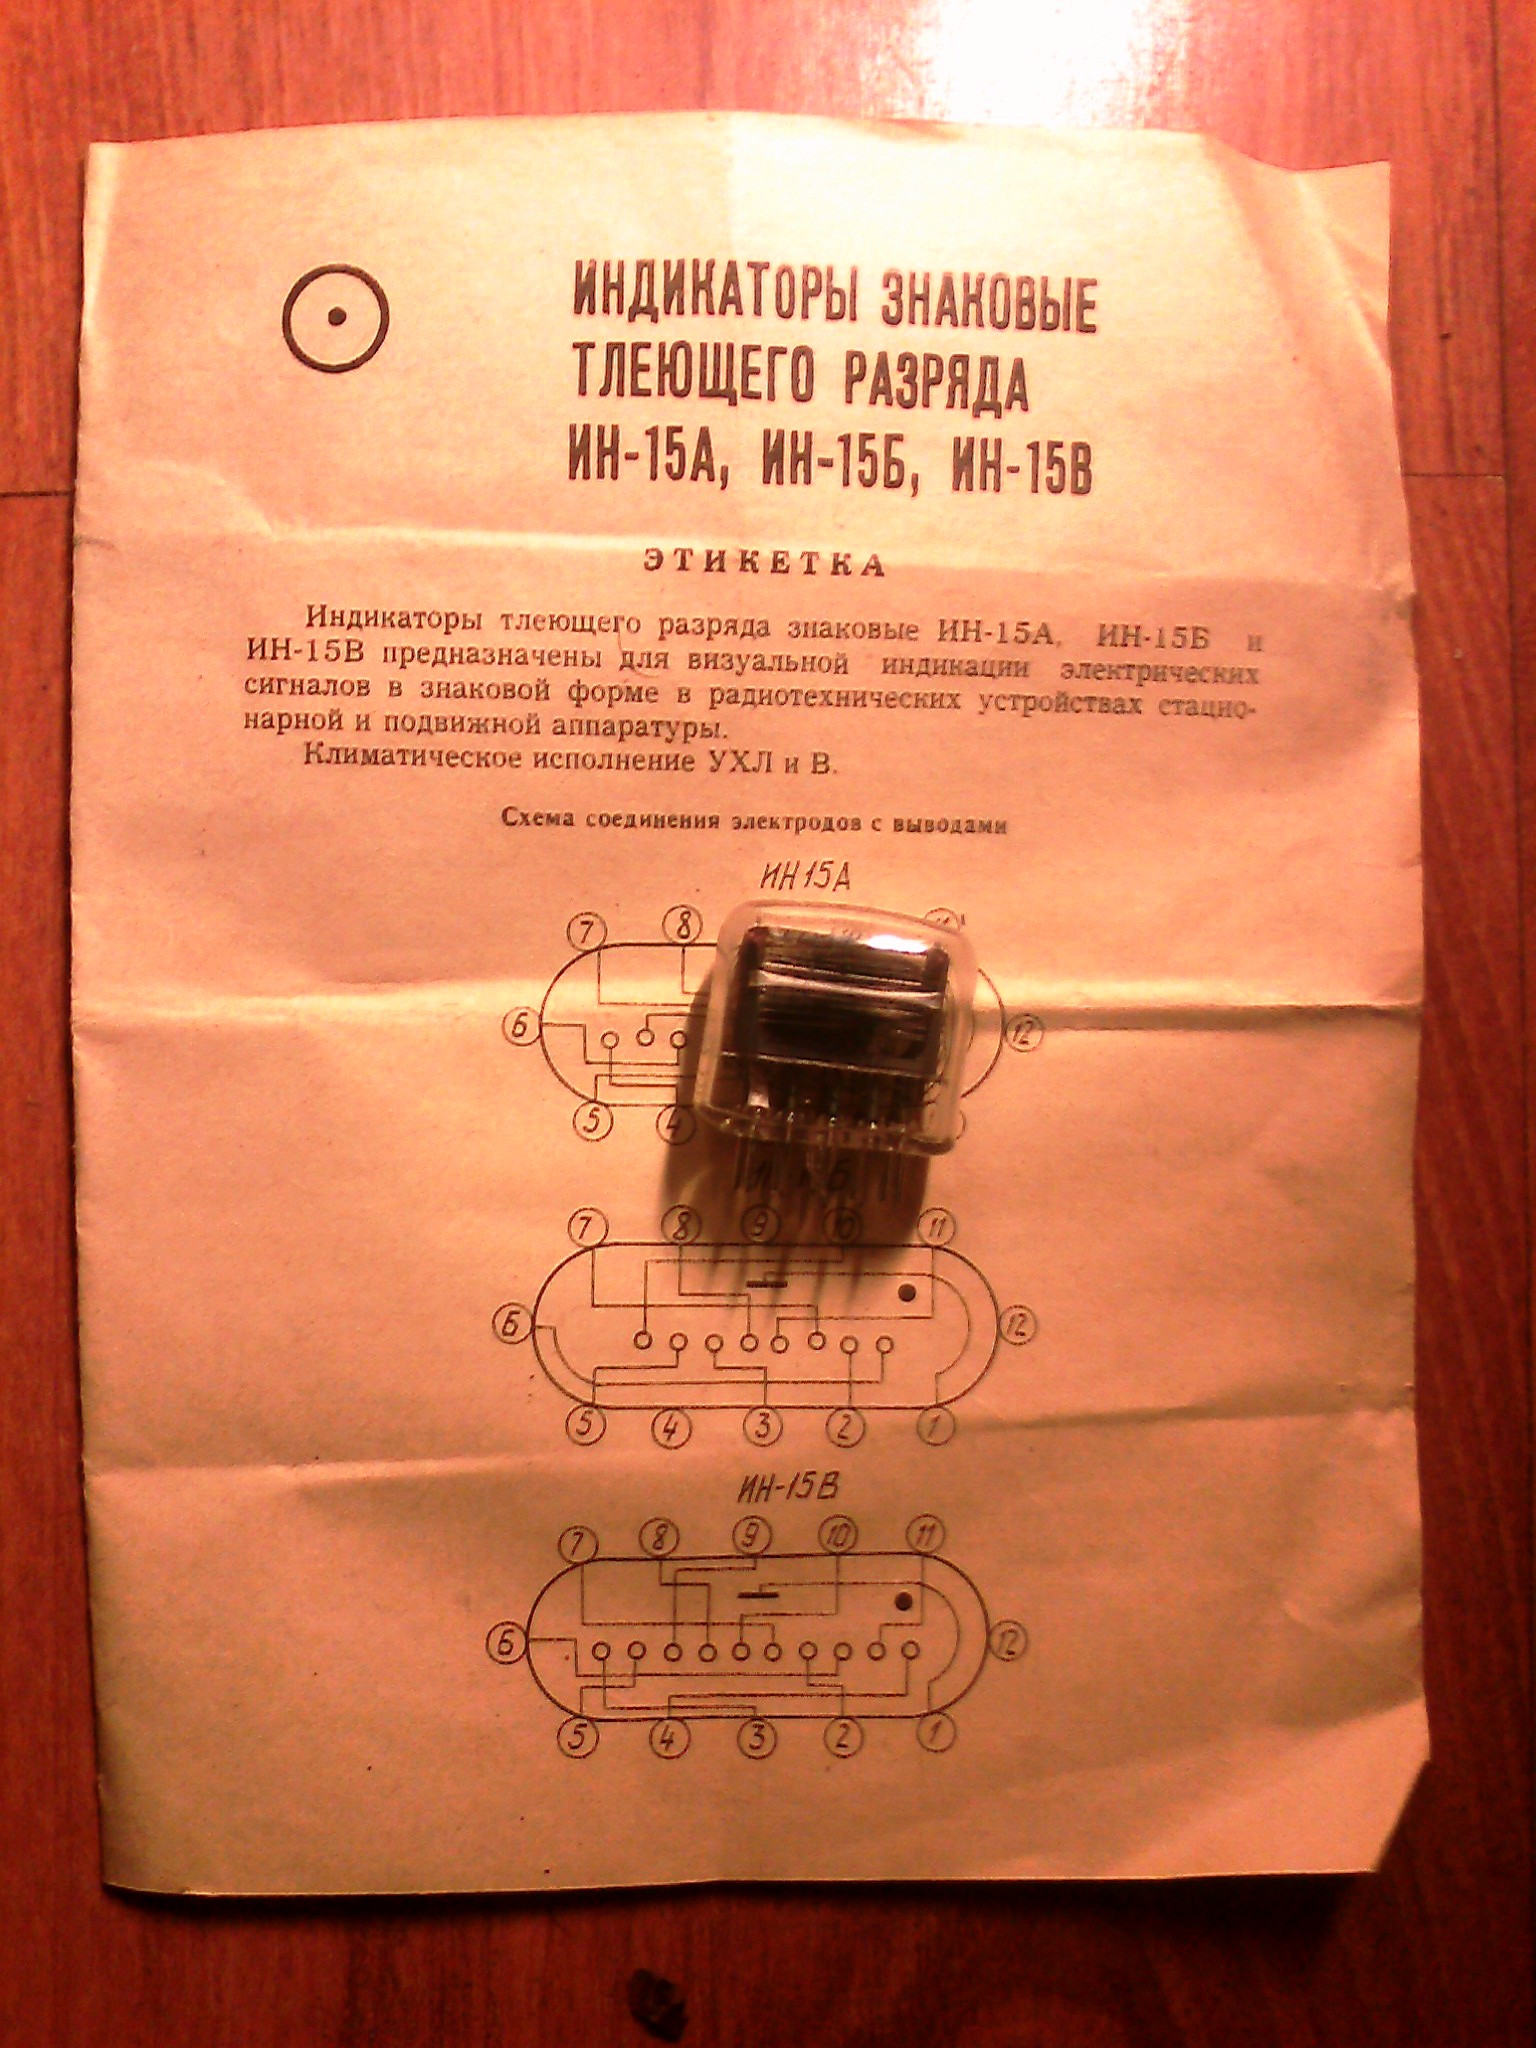 ИНДИКАТОРЫ ЗНАКОВЫЕ
ТЛЕЮЩЕГО РАЗРЯДА
ИН-15А, ИН-15Б, ИН-15В
ЭТИКЕТКА
Индикаторы тлеющего разряда знаковые ИН-15А, ИН-15Б и
ИН-15В предназначены для визуальной индикации электрических
сигналов в знаковой форме в радиотехнических устройствах стацио-
нарной и подвижной аппаратуры.
Климатическое исполнение УХЛ и В.
Схема соединения электродов с выводами
ИН15А
7 8 11
6 12
5 4
7 8 9 10 11
6 12
5 4 3 2 1
ИН-15В
7 8 9 10 11
6 12
5 4 3 2 1